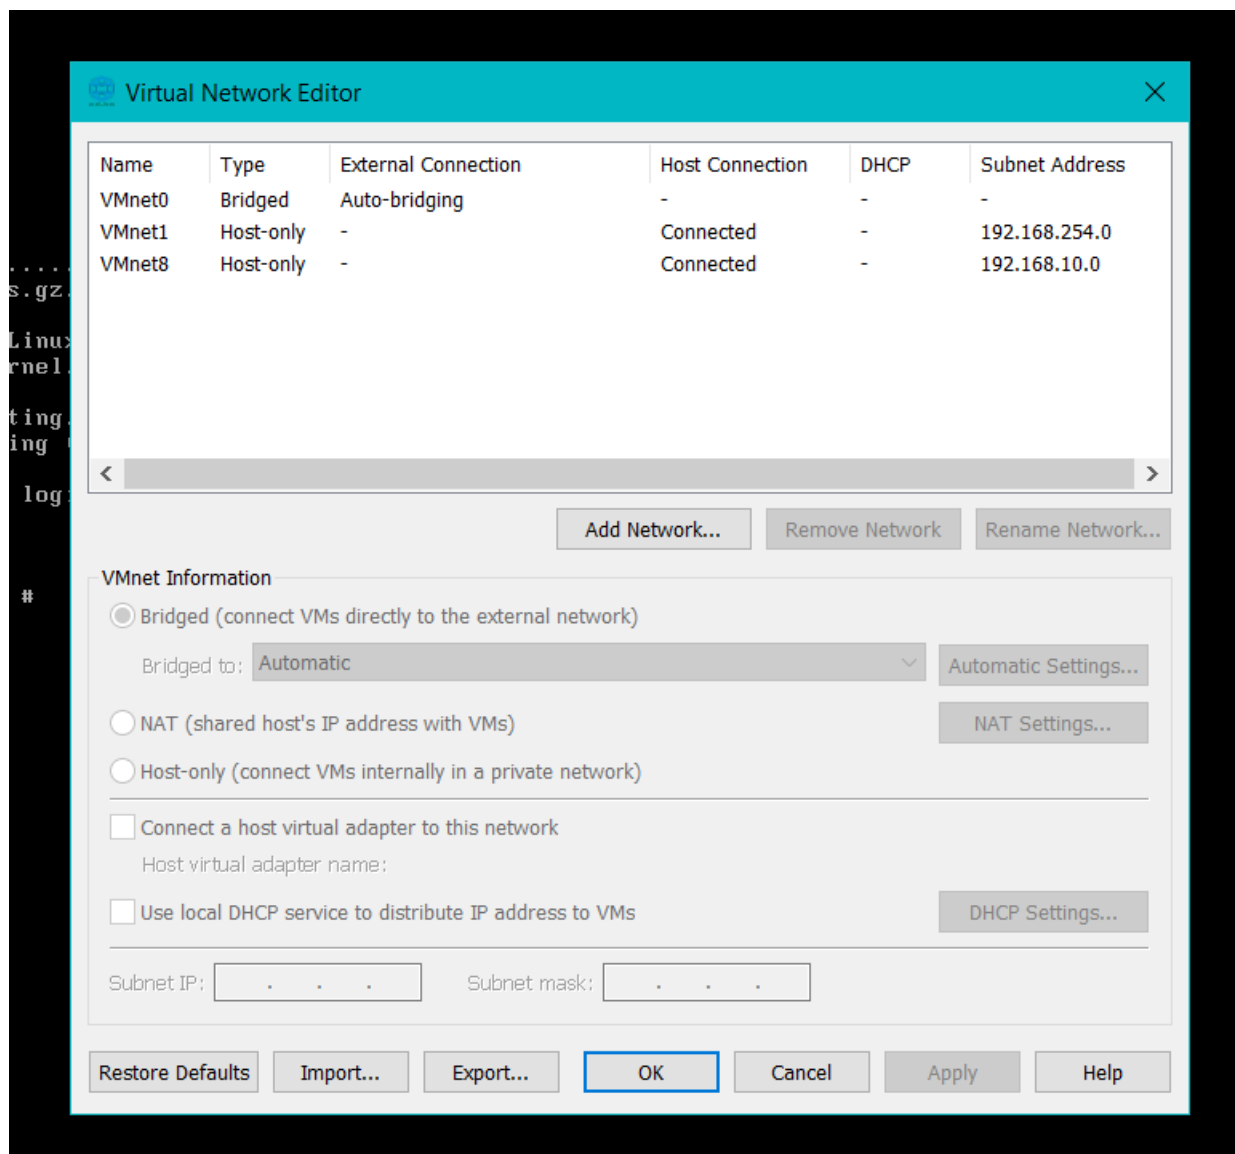 Virtual Network Editor
Name Type External Connection Host Connection DHCP Subnet Address
VMnet0 Bridged Auto-bridging - - -
VMnet1 Host-only - Connected - 192.168.254.0
VMnet8 Host-only - Connected - 192.168.10.0
.....
s.gz.
Linux
rnel.
ting.
ing
log
#
Add Network... Remove Network Rename Network...
VMnet Information
Bridged (connect VMs directly to the external network)
Bridged to: Automatic Automatic Settings...
NAT (shared host's IP address with VMs) NAT Settings...
Host-only (connect VMs internally in a private network)
Connect a host virtual adapter to this network
Host virtual adapter name:
Use local DHCP service to distribute IP address to VMs DHCP Settings...
Subnet IP: . . . Subnet mask: . . .
Restore Defaults Import... Export... OK Cancel Apply Help